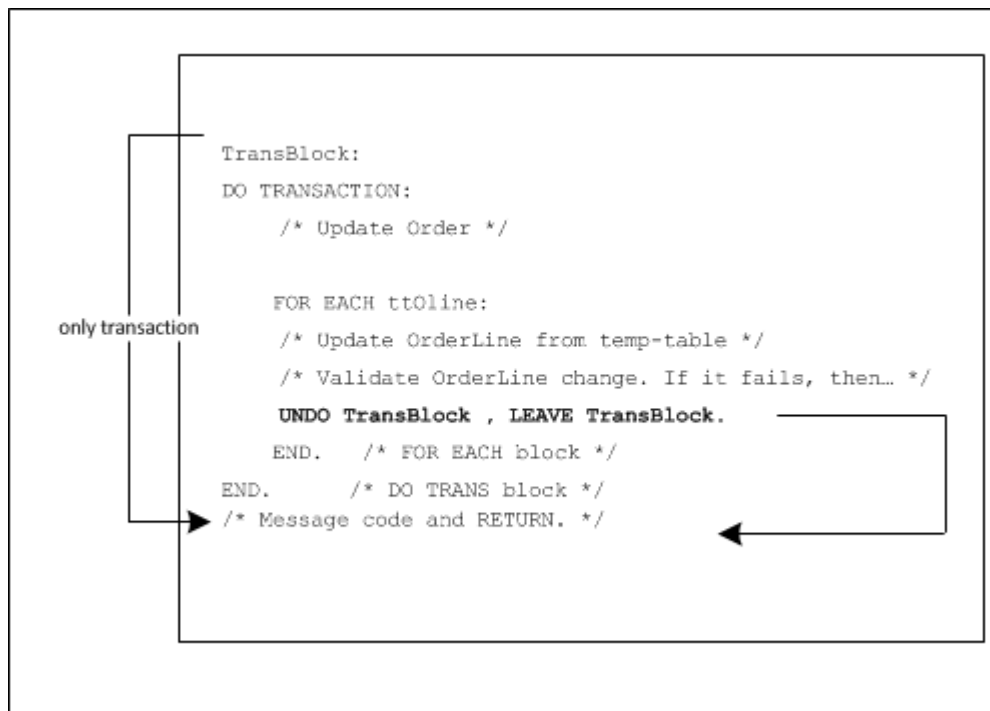 TransBlock:
DO TRANSACTION:
/* Update Order */
FOR EACH ttOline:
only transaction
/* Update OrderLine from temp-table */
/* Validate OrderLine change. If it fails, then… */
UNDO TransBlock , LEAVE TransBlock.
END. /* FOR EACH block */
END. /* DO TRANS block */
/* Message code and RETURN. */